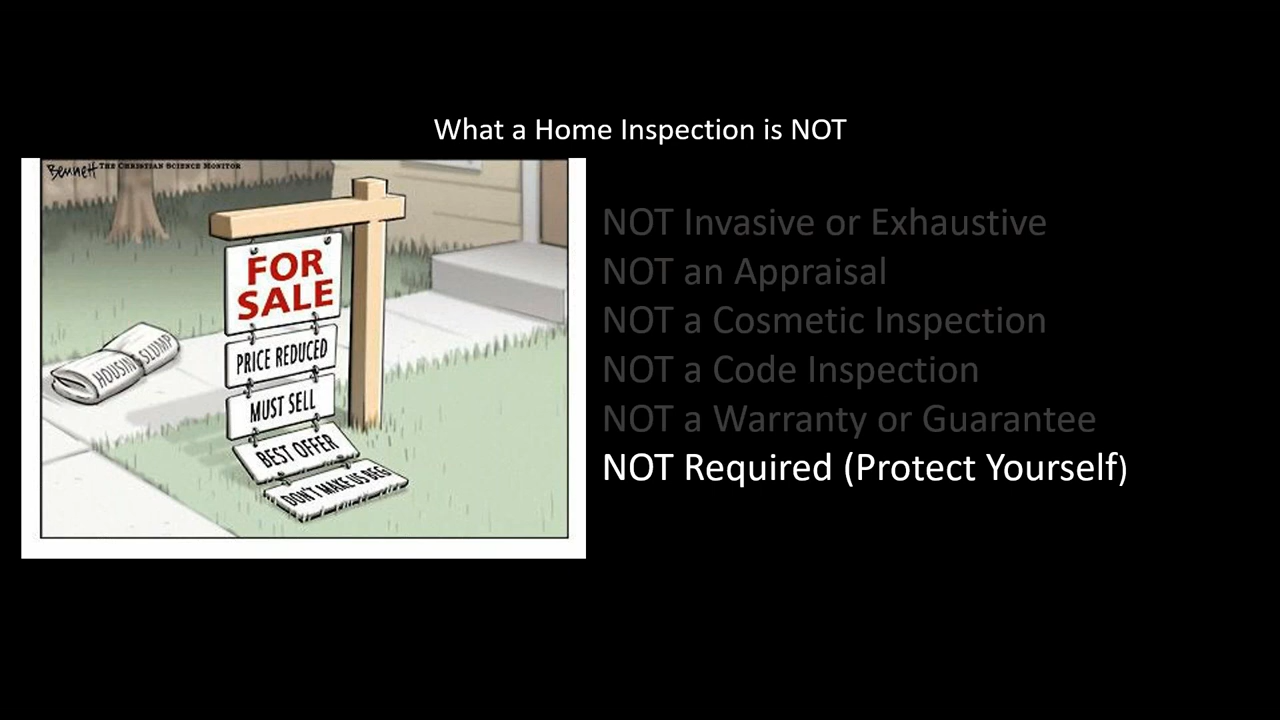 What a Home Inspection is NOT
Bennett THE CHRISTIAN SCIENCE MONITOR
FOR
SALE
PRICE REDUCED
MUST SELL
BEST OFFER
DON'T MAKE US BEG
HOUSING SLUMP
NOT Invasive or Exhaustive
NOT an Appraisal
NOT a Cosmetic Inspection
NOT a Code Inspection
NOT a Warranty or Guarantee
NOT Required (Protect Yourself)